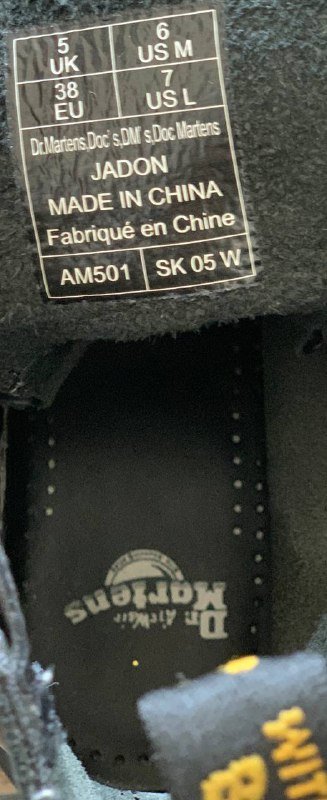 5 UK
6 US M
38 EU
7 US L
Dr.Martens,Doc's,DM's,Doc Martens
JADON
MADE IN CHINA
Fabriqué en Chine
AM501
SK 05 W
Dr. Martens
AirWair
WITH